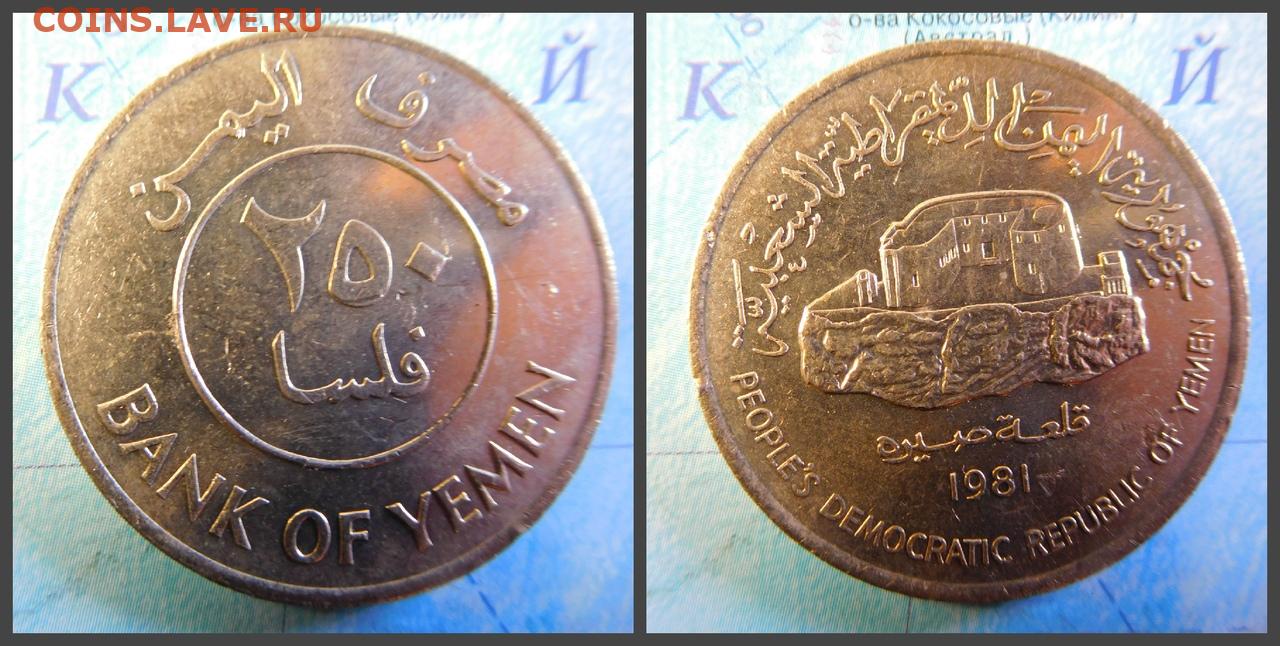 COINS.LAVE.RU
о-ва Кокосовые (Килинг)
(Австрал.)
К Й
К Й
مصرف اليمن
٢٥٠
فلسا
BANK OF YEMEN
جمهورية اليمن الديمقراطية الشعبية
قلعة صيره
1981
PEOPLE'S DEMOCRATIC REPUBLIC OF YEMEN